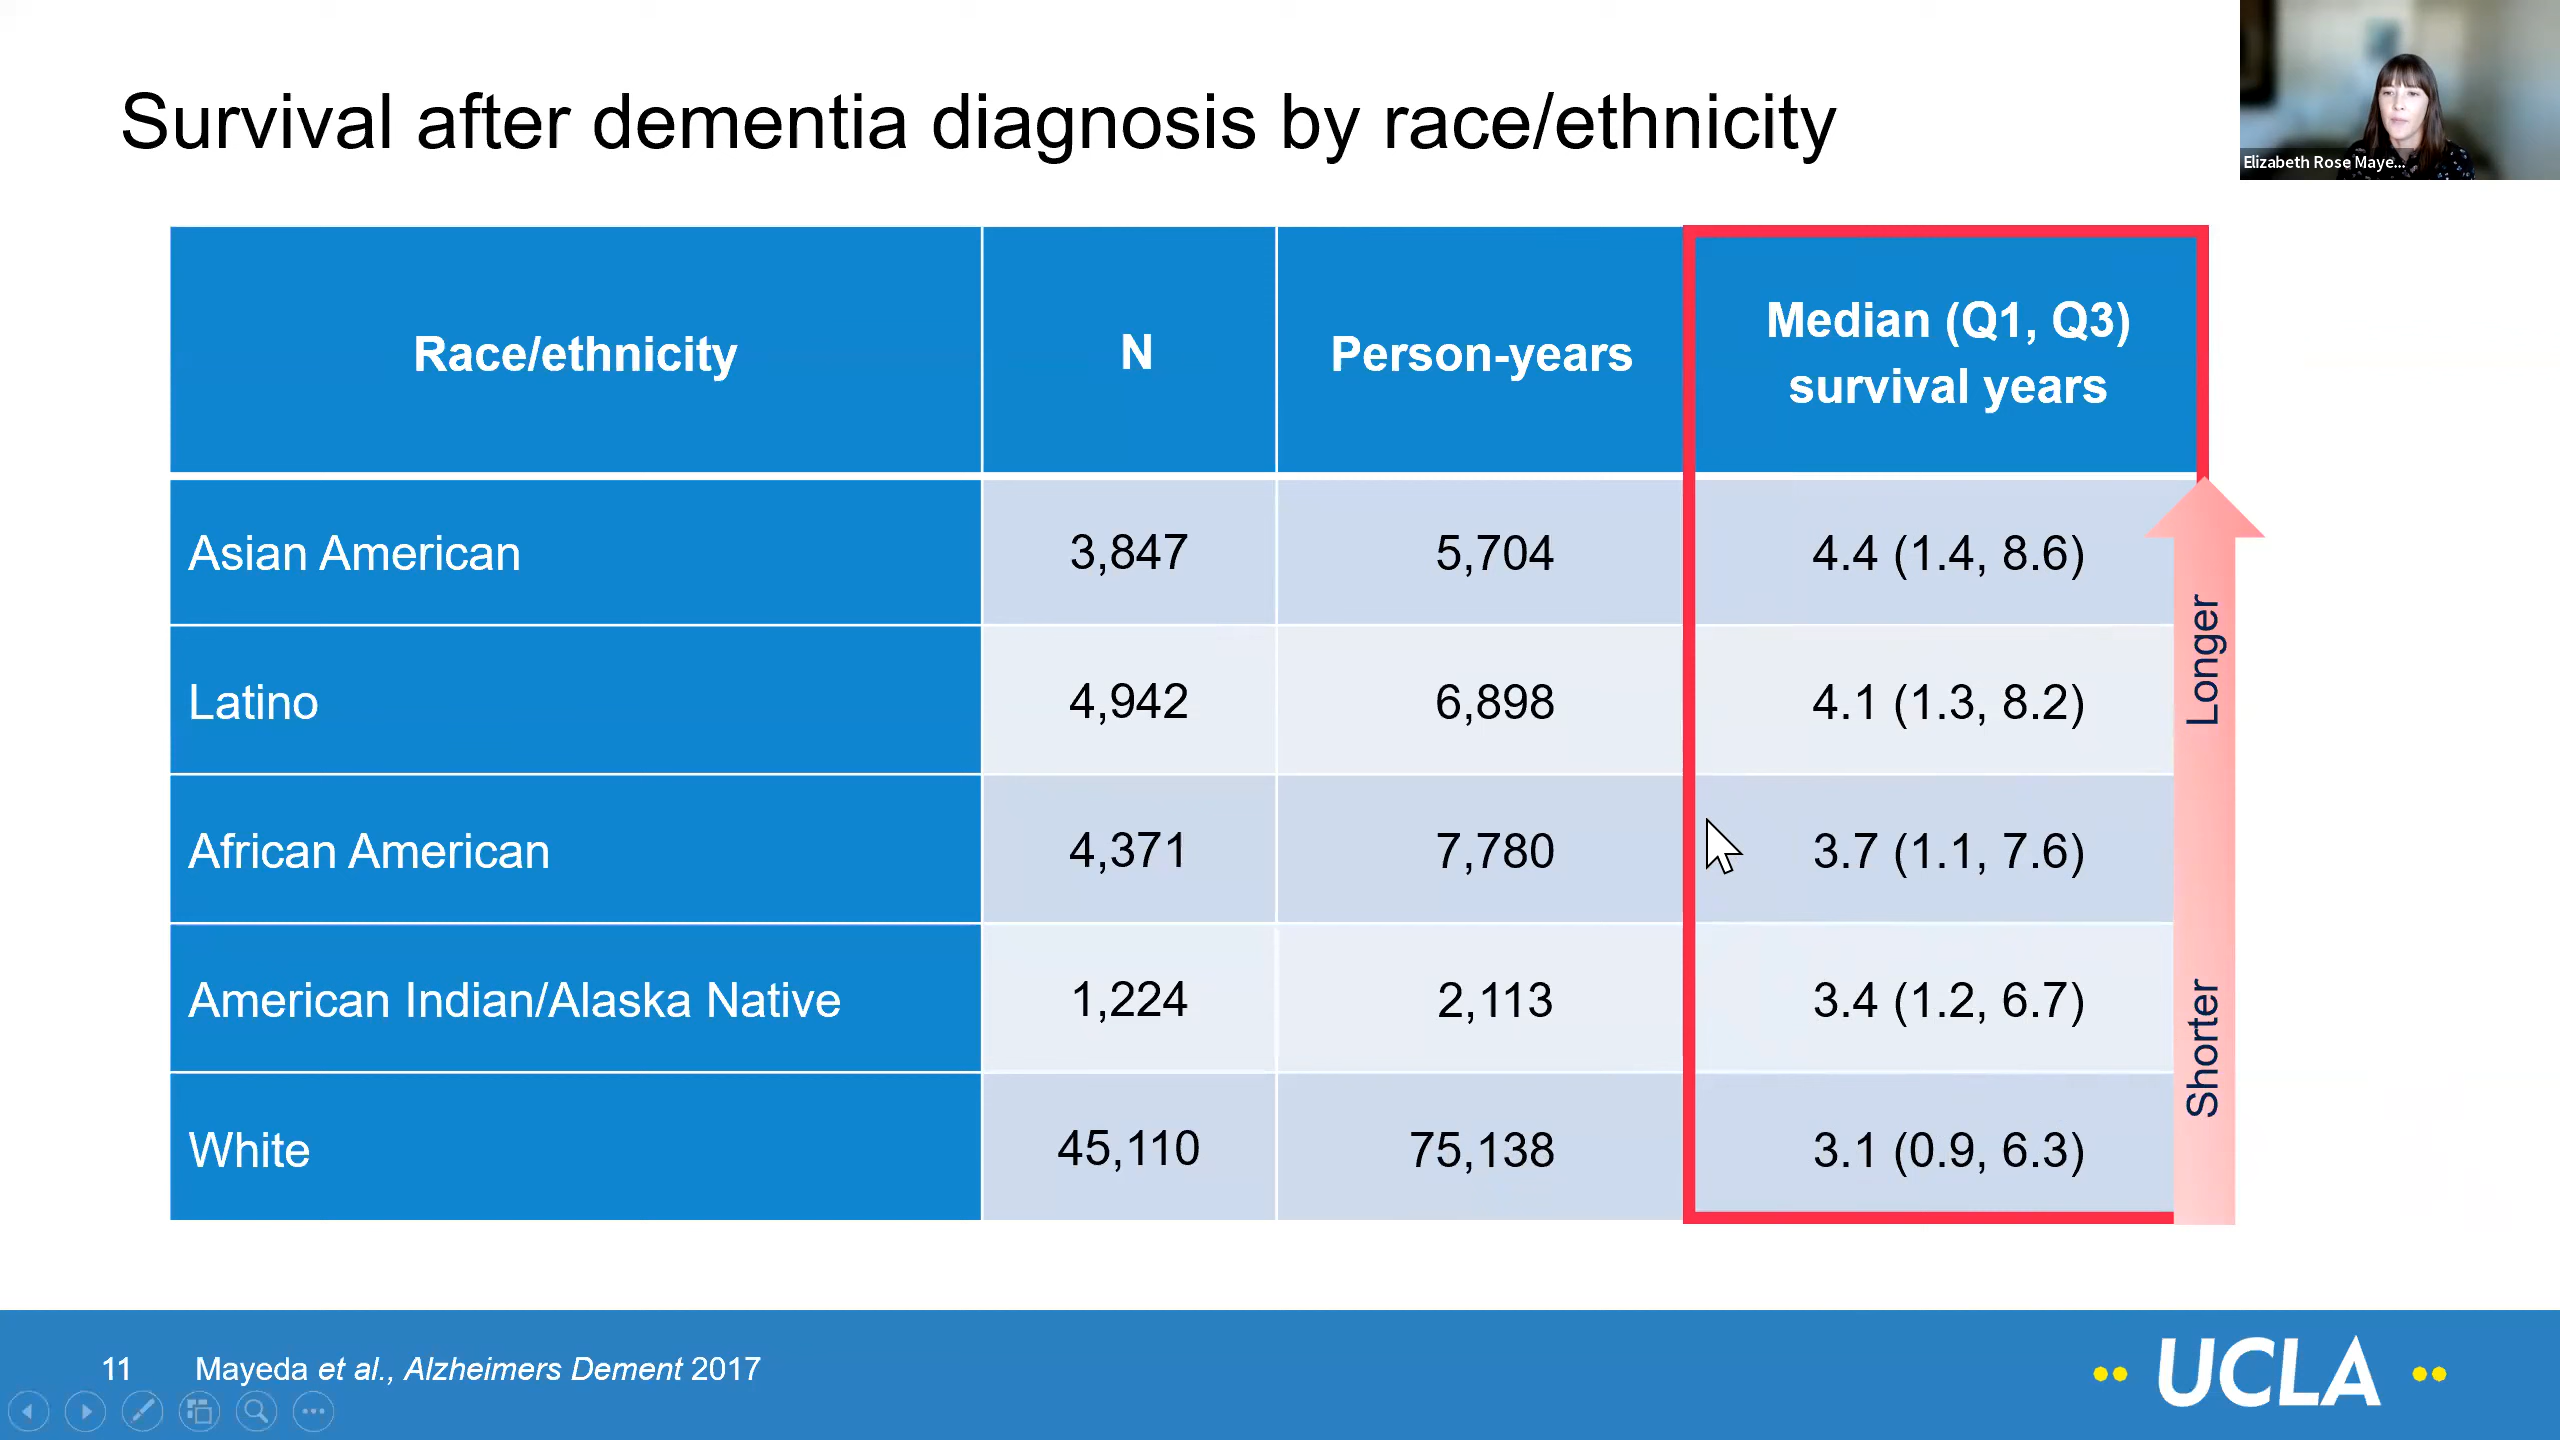 Survival after dementia diagnosis by race/ethnicity
Elizabeth Rose Maye...
Race/ethnicity
N
Person-years
Median (Q1, Q3)
survival years
Asian American
3,847
5,704
4.4 (1.4, 8.6)
Latino
4,942
6,898
4.1 (1.3, 8.2)
African American
4,371
7,780
3.7 (1.1, 7.6)
American Indian/Alaska Native
1,224
2,113
3.4 (1.2, 6.7)
White
45,110
75,138
3.1 (0.9, 6.3)
Longer
Shorter
11
Mayeda et al., Alzheimers Dement 2017
UCLA